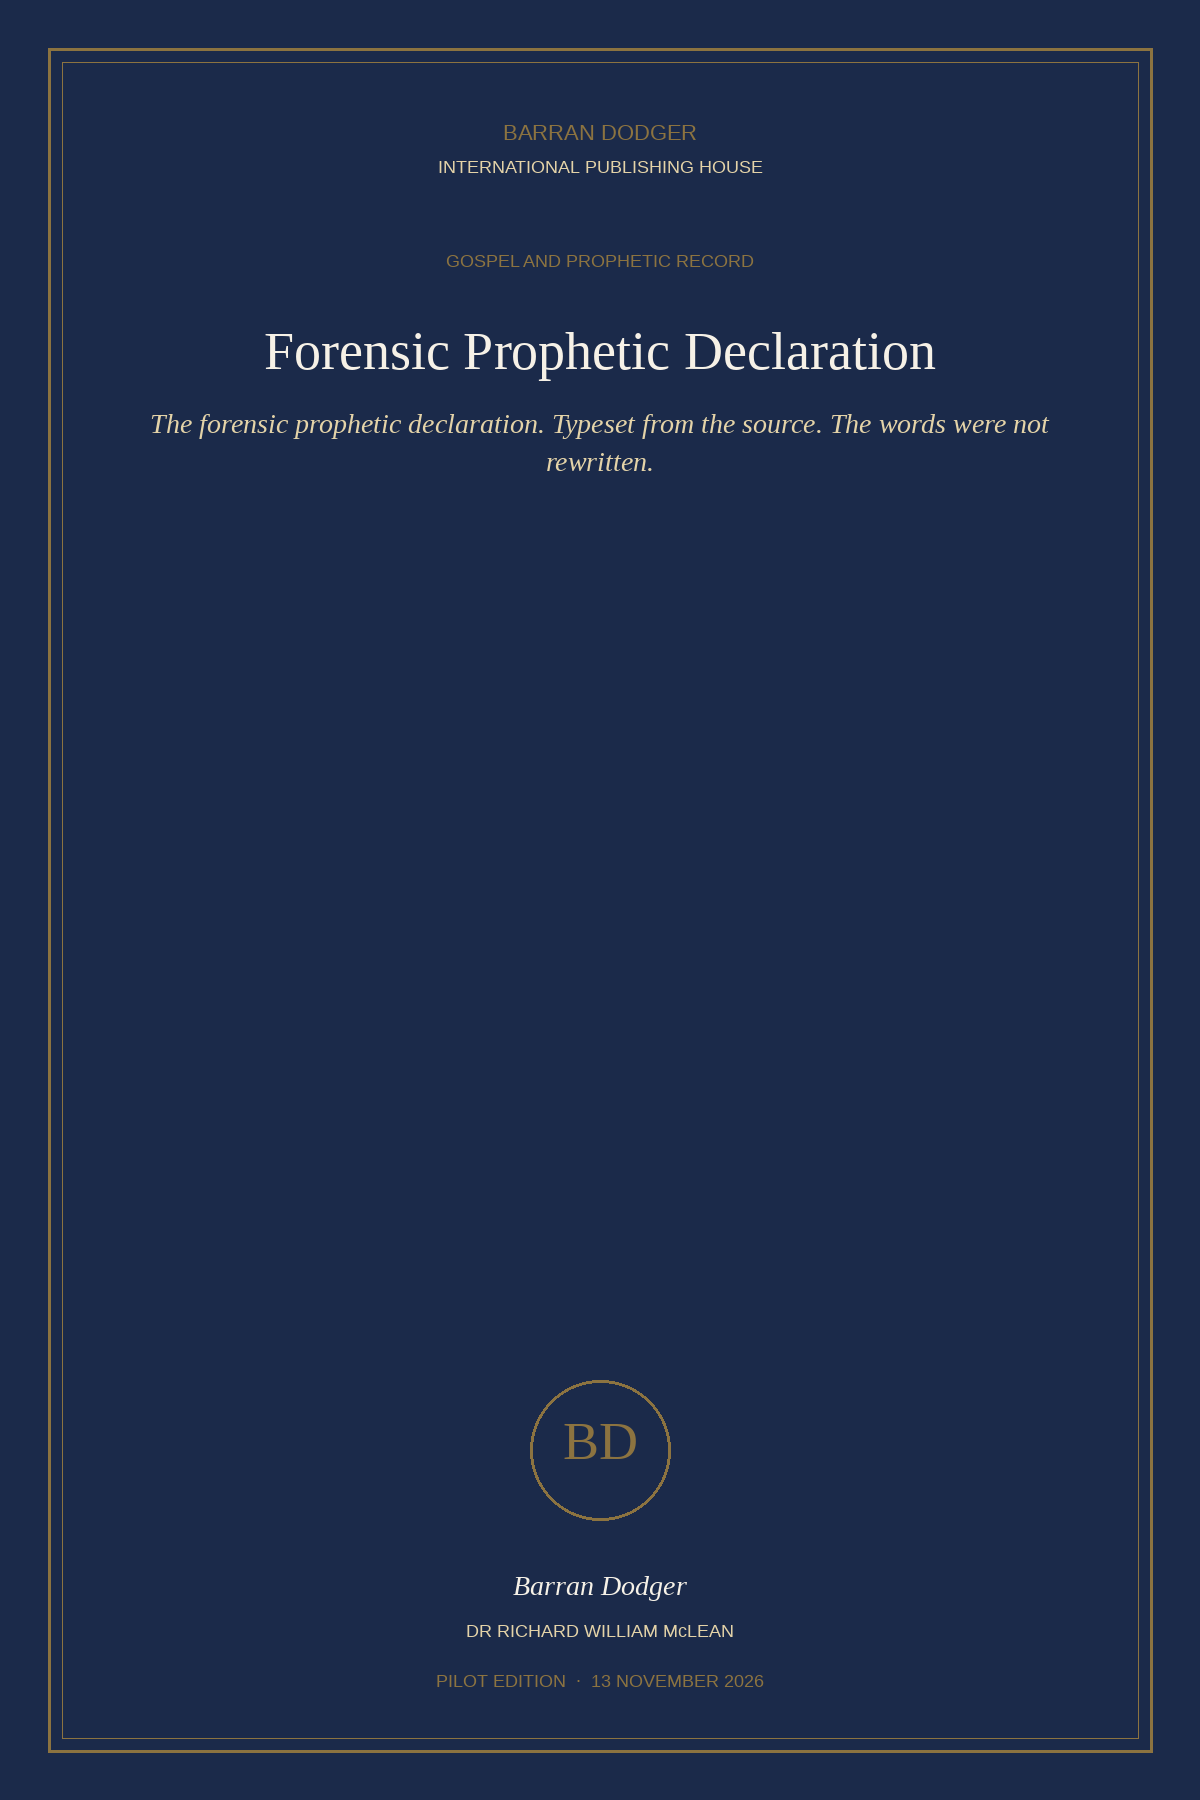 BARRAN DODGER
INTERNATIONAL PUBLISHING HOUSE
GOSPEL AND PROPHETIC RECORD
Forensic Prophetic Declaration
The forensic prophetic declaration. Typeset from the source. The words were not
rewritten.
BD
Barran Dodger
DR RICHARD WILLIAM McLEAN
PILOT EDITION · 13 NOVEMBER 2026